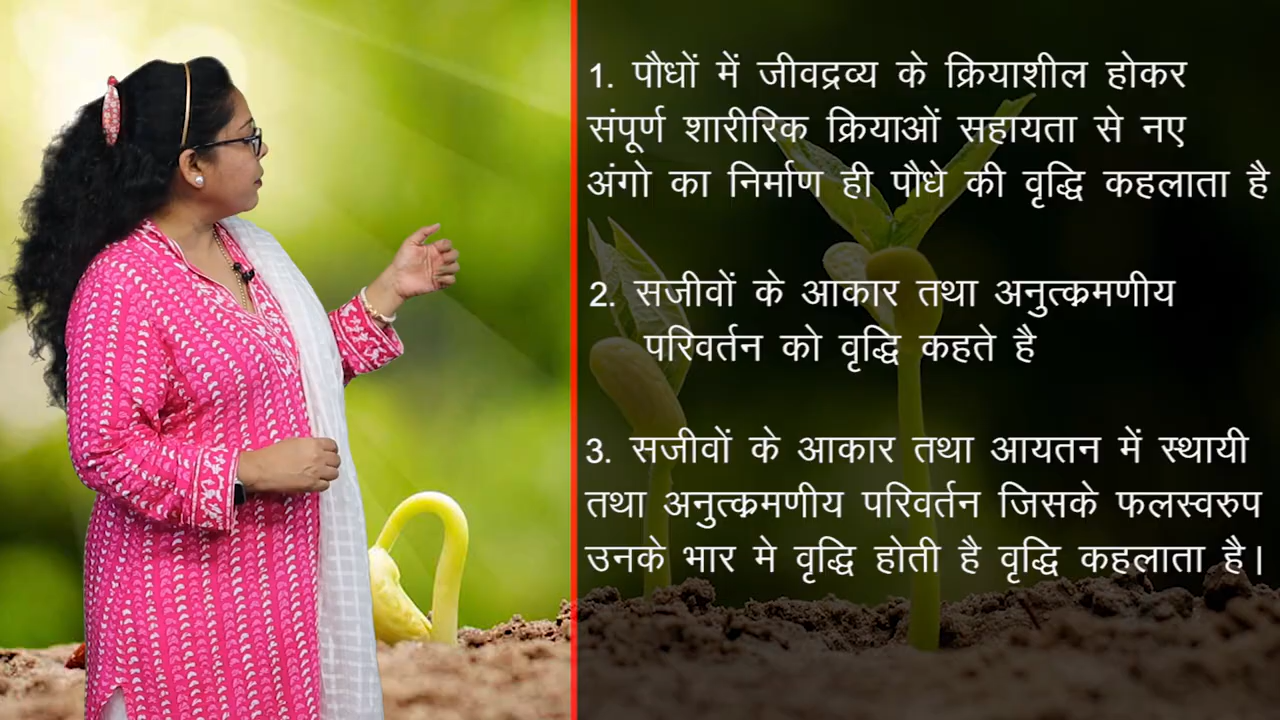 1. पौधों में जीवद्रव्य के क्रियाशील होकर
संपूर्ण शारीरिक क्रियाओं सहायता से नए
अंगो का निर्माण ही पौधे की वृद्धि कहलाता है
2. सजीवों के आकार तथा अनुत्क्रमणीय
परिवर्तन को वृद्धि कहते है
3. सजीवों के आकार तथा आयतन में स्थायी
तथा अनुत्क्रमणीय परिवर्तन जिसके फलस्वरुप
उनके भार मे वृद्धि होती है वृद्धि कहलाता है।